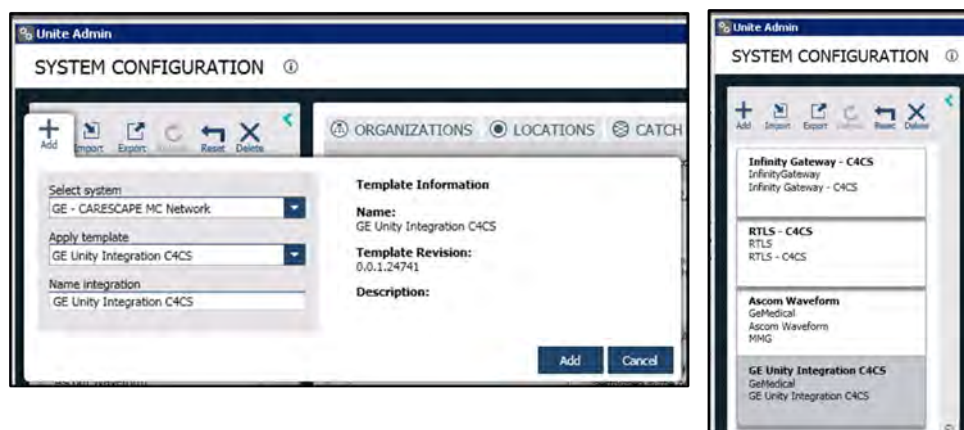 Unite Admin
SYSTEM CONFIGURATION
Add Import Export Reset Delete
ORGANIZATIONS LOCATIONS CATCH
Select system
GE - CARESCAPE MC Network
Apply template
GE Unity Integration C4CS
Name integration
GE Unity Integration C4CS
Template Information
Name:
GE Unity Integration C4CS
Template Revision:
0.0.1.24741
Description:
Add Cancel
Unite Admin
SYSTEM CONFIGURATION
Add Import Export Reset Delete
Infinity Gateway - C4CS
InfinityGateway
Infinity Gateway - C4CS
RTLS - C4CS
RTLS
RTLS - C4CS
Ascom Waveform
GeMedical
Ascom Waveform
MMG
GE Unity Integration C4CS
GeMedical
GE Unity Integration C4CS